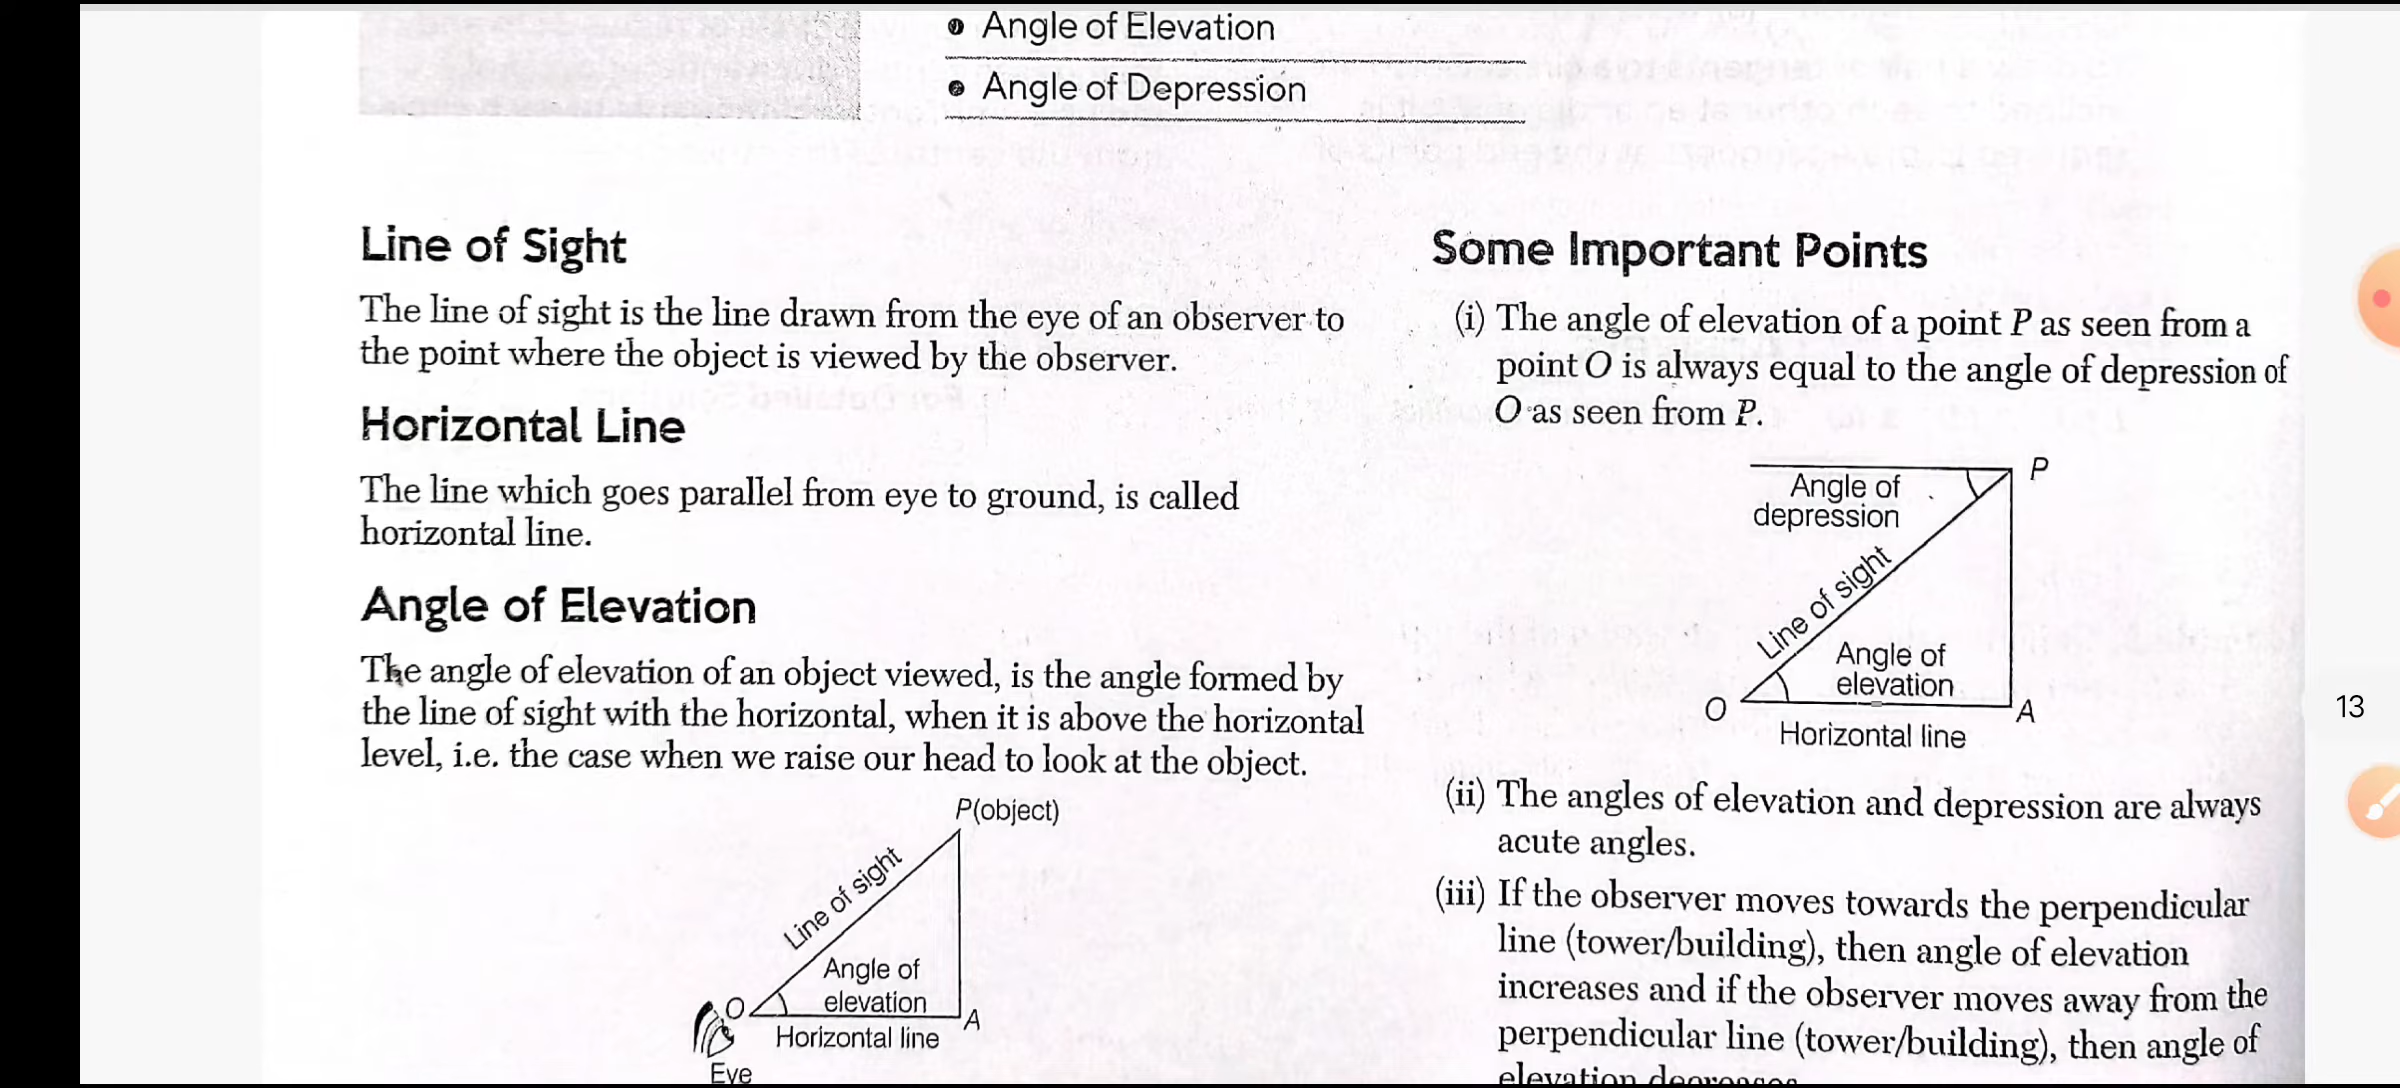 Angle of Elevation
Angle of Depression
Line of Sight
The line of sight is the line drawn from the eye of an observer to
the point where the object is viewed by the observer.
Horizontal Line
The line which goes parallel from eye to ground, is called
horizontal line.
Angle of Elevation
The angle of elevation of an object viewed, is the angle formed by
the line of sight with the horizontal, when it is above the horizontal
level, i.e. the case when we raise our head to look at the object.
P(object)
Line of sight
Angle of
elevation
O
A
Horizontal line
Eye
Some Important Points
(i) The angle of elevation of a point P as seen from a
point O is always equal to the angle of depression of
O as seen from P.
P
Angle of
depression
Line of sight
Angle of
elevation
O
A
Horizontal line
(ii) The angles of elevation and depression are always
acute angles.
(iii) If the observer moves towards the perpendicular
line (tower/building), then angle of elevation
increases and if the observer moves away from the
perpendicular line (tower/building), then angle of
elevation decreases
13